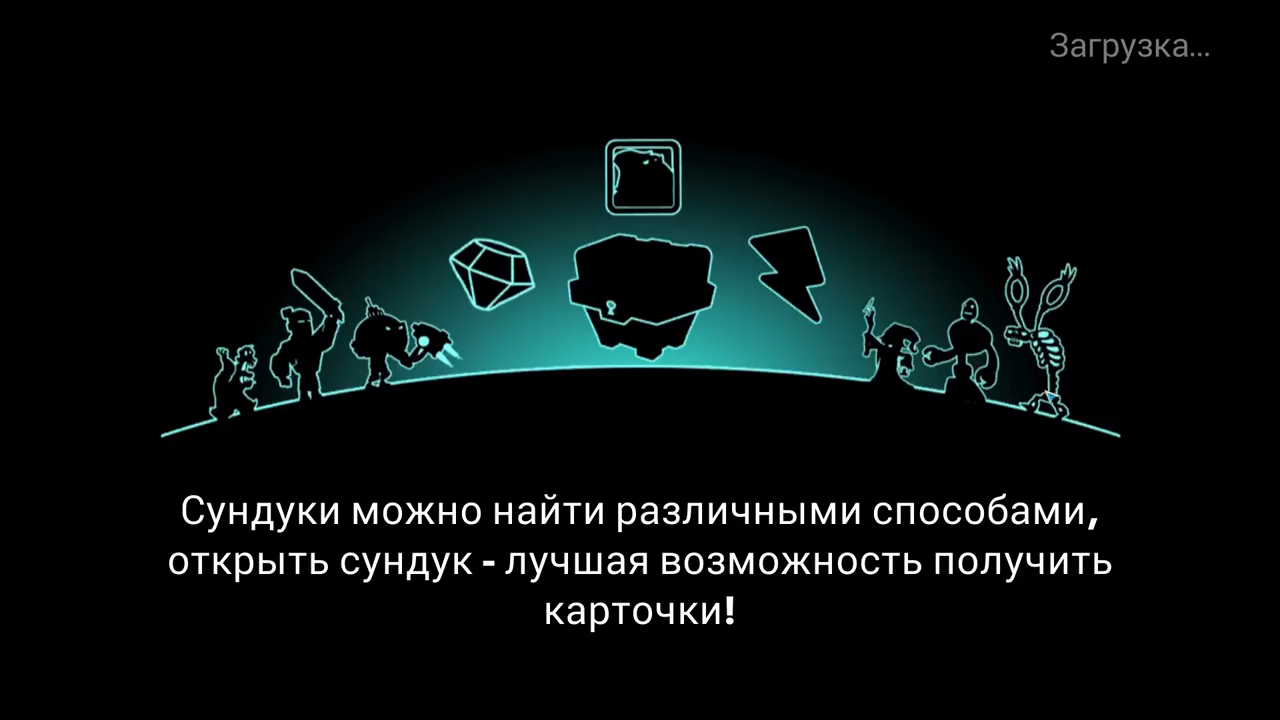 Загрузка...
Сундуки можно найти различными способами,
открыть сундук - лучшая возможность получить
карточки!